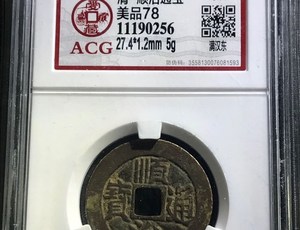 清 顺治通宝
美品78
11190256
27.4*1.2mm 5g
ACG
满汉东
3558130076081593
順
寶 通